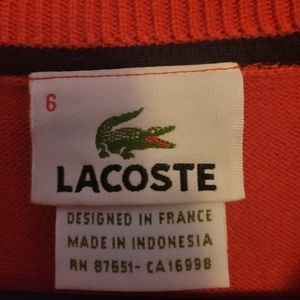 6
LACOSTE
DESIGNED IN FRANCE
MADE IN INDONESIA
RN 87651- CA16998